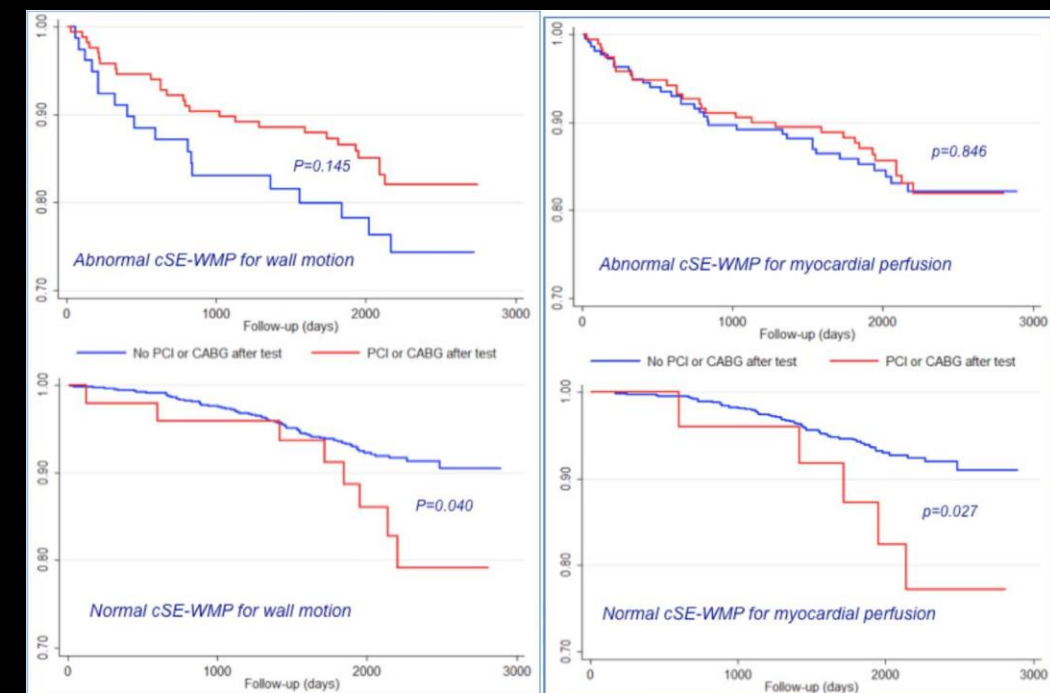 1.00
0.90
0.80
0.70
P=0.145
Abnormal cSE-WMP for wall motion
0 1000 2000 3000
Follow-up (days)
1.00
0.90
0.80
0.70
p=0.846
Abnormal cSE-WMP for myocardial perfusion
0 1000 2000 3000
Follow-up (days)
No PCI or CABG after test PCI or CABG after test
No PCI or CABG after test PCI or CABG after test
1.00
0.90
0.80
0.70
P=0.040
Normal cSE-WMP for wall motion
0 1000 2000 3000
Follow-up (days)
1.00
0.90
0.80
0.70
p=0.027
Normal cSE-WMP for myocardial perfusion
0 1000 2000 3000
Follow-up (days)